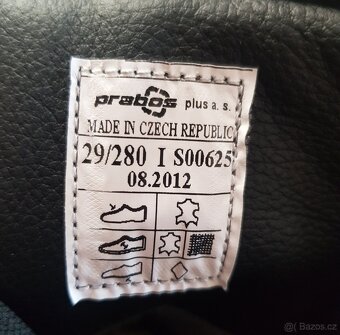 prabos plus a. s.
MADE IN CZECH REPUBLIC
29/280 I S00625
08.2012
© Bazos.cz